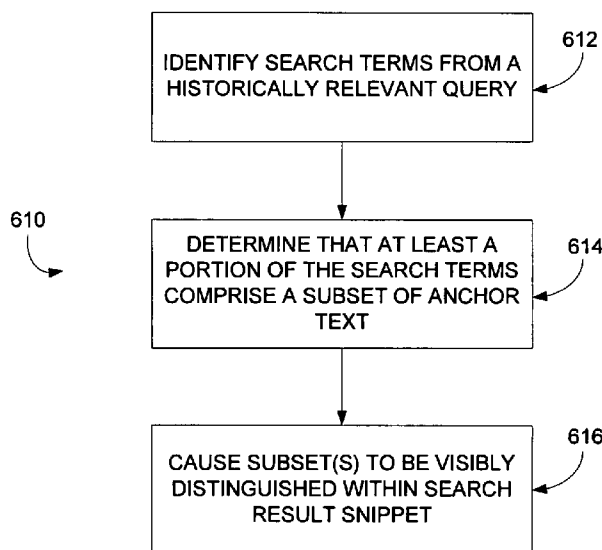 IDENTIFY SEARCH TERMS FROM A
HISTORICALLY RELEVANT QUERY
612
610
DETERMINE THAT AT LEAST A
PORTION OF THE SEARCH TERMS
COMPRISE A SUBSET OF ANCHOR
TEXT
614
CAUSE SUBSET(S) TO BE VISIBLY
DISTINGUISHED WITHIN SEARCH
RESULT SNIPPET
616